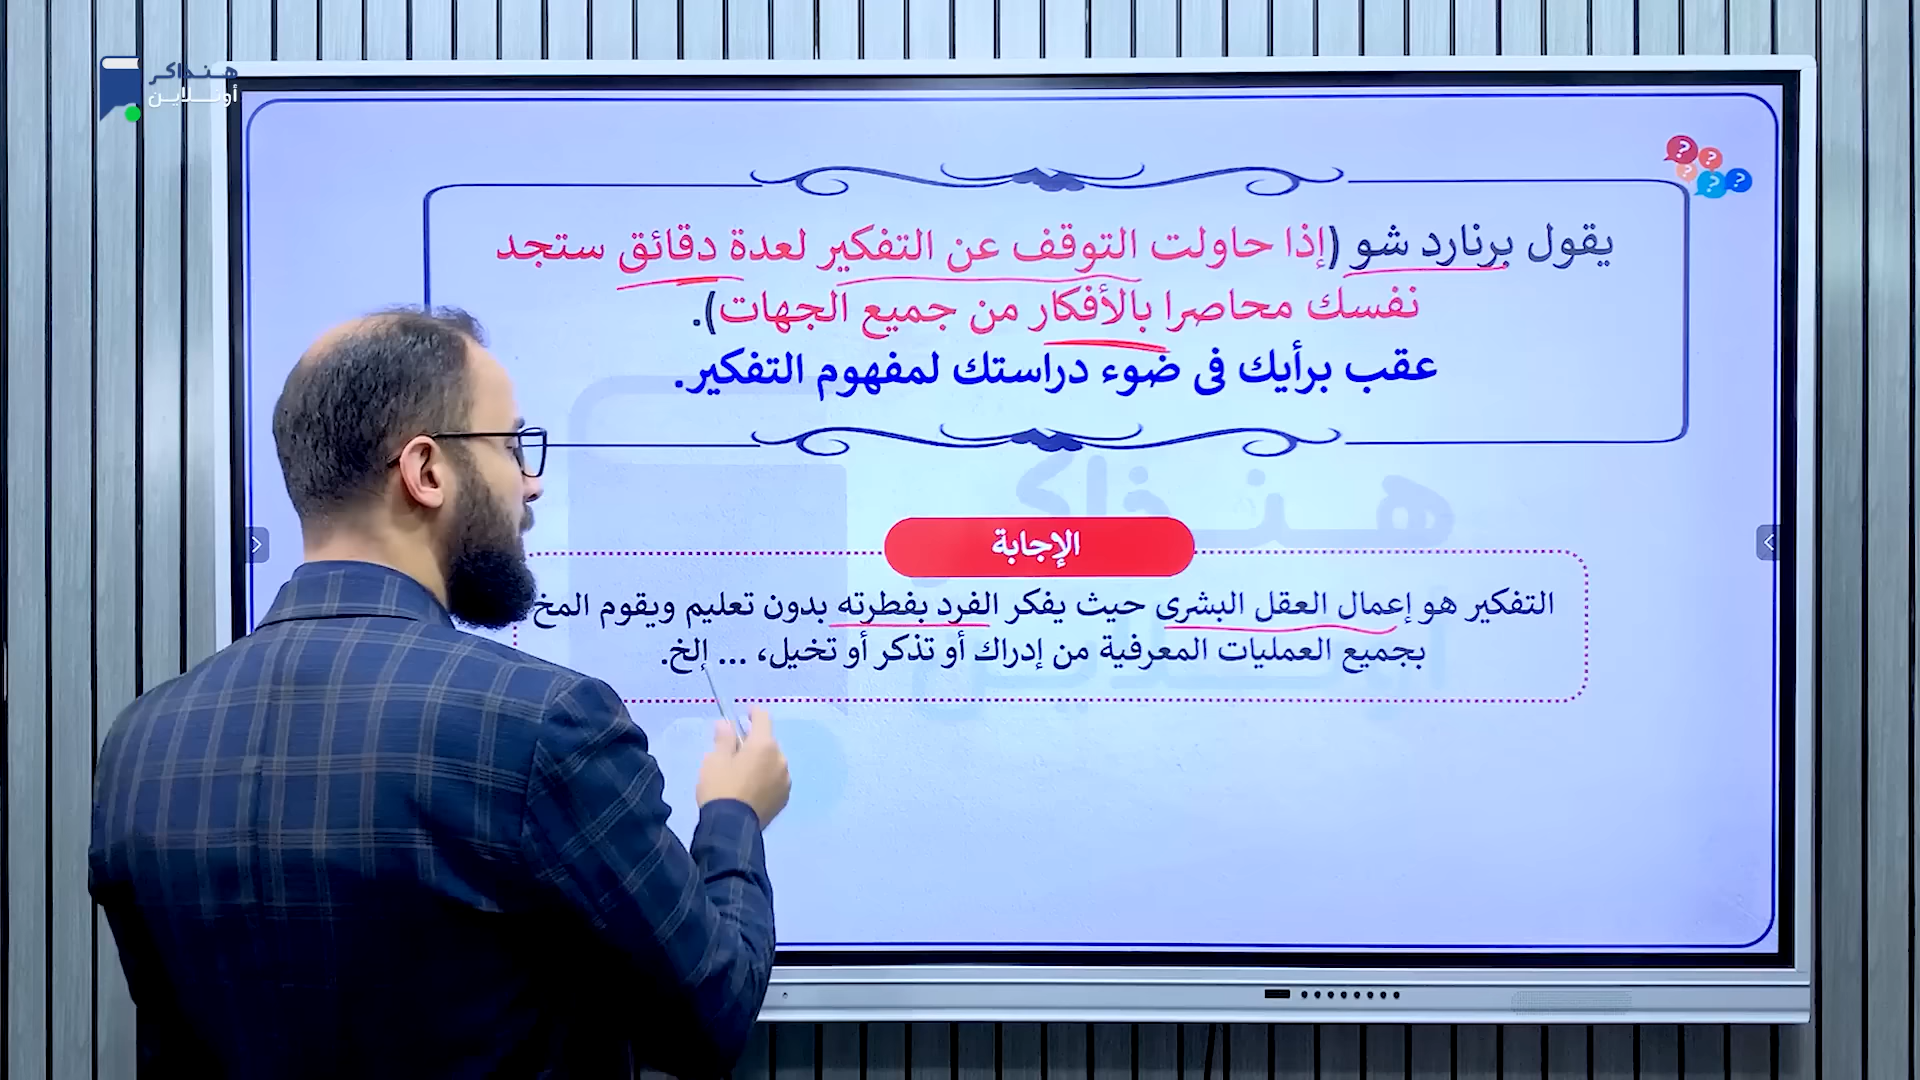 هنذاكر
أونلاين
يقول برنارد شو (إذا حاولت التوقف عن التفكير لعدة دقائق ستجد
نفسك محاصرا بالأفكار من جميع الجهات).
عقب برأيك فى ضوء دراستك لمفهوم التفكير.
الإجابة
التفكير هو إعمال العقل البشرى حيث يفكر الفرد بفطرته بدون تعليم ويقوم المخ
بجميع العمليات المعرفية من إدراك أو تذكر أو تخيل، ... إلخ.
هنذاكر
أونلاين